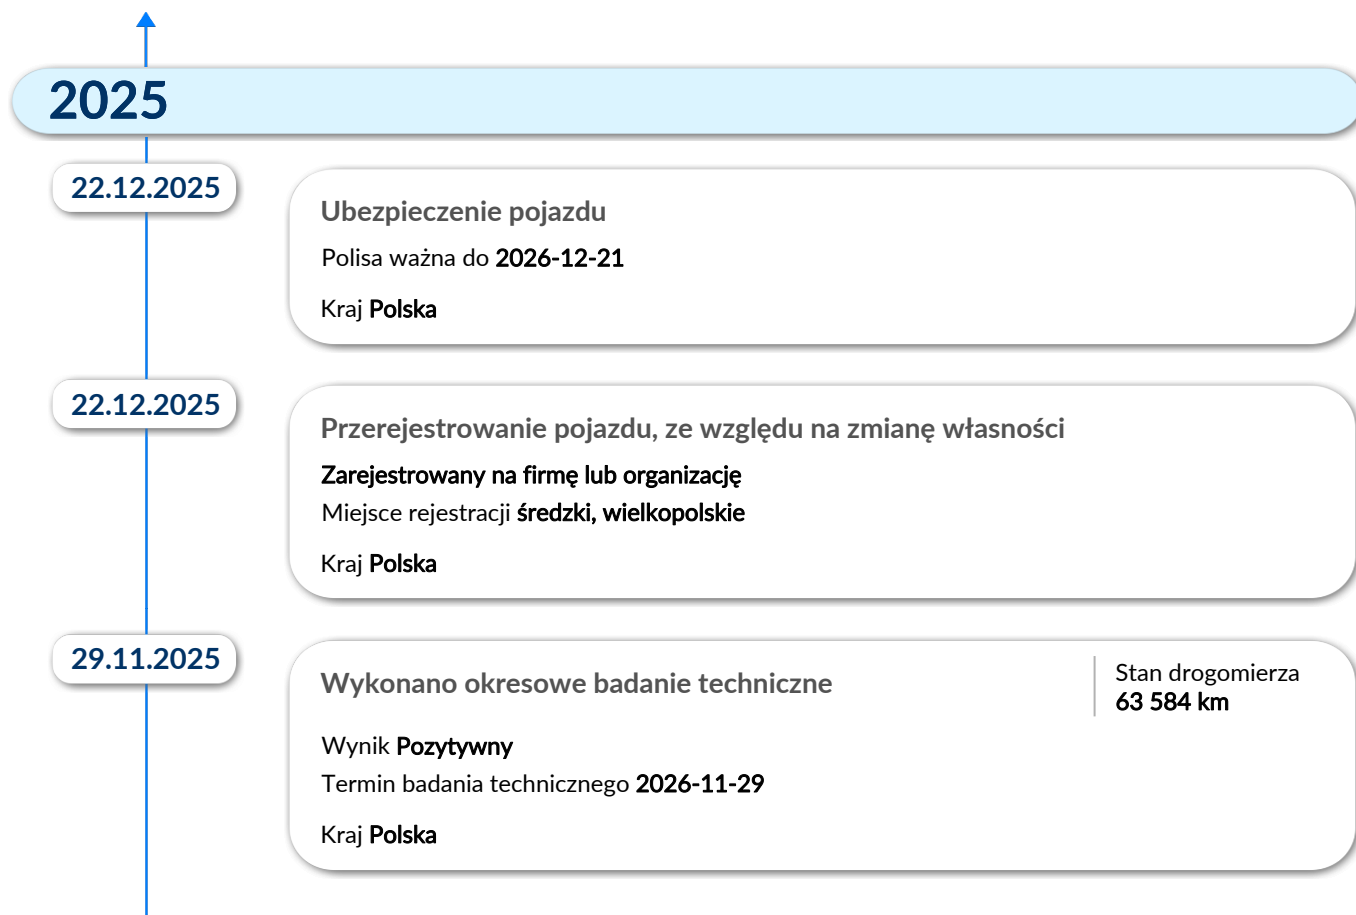 2025
22.12.2025
Ubezpieczenie pojazdu
Polisa ważna do 2026-12-21
Kraj Polska
22.12.2025
Przerejestrowanie pojazdu, ze względu na zmianę własności
Zarejestrowany na firmę lub organizację
Miejsce rejestracji średzki, wielkopolskie
Kraj Polska
29.11.2025
Wykonano okresowe badanie techniczne
Stan drogomierza
63 584 km
Wynik Pozytywny
Termin badania technicznego 2026-11-29
Kraj Polska